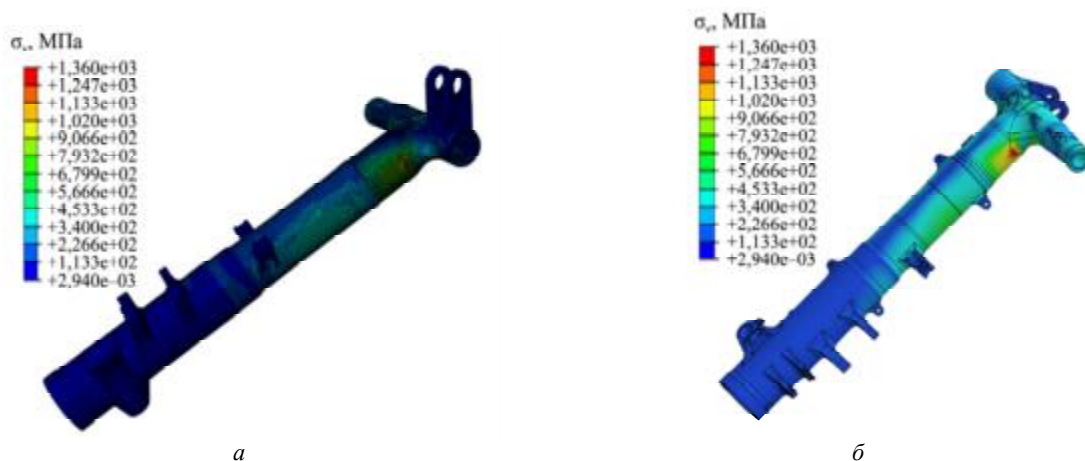 σᵥ, МПа
+1,360e+03
+1,247e+03
+1,133e+03
+1,020e+03
+9,066e+02
+7,932e+02
+6,799e+02
+5,666e+02
+4,533e+02
+3,400e+02
+2,266e+02
+1,133e+02
+2,940e–03
а
σᵥ, МПа
+1,360e+03
+1,247e+03
+1,133e+03
+1,020e+03
+9,066e+02
+7,932e+02
+6,799e+02
+5,666e+02
+4,533e+02
+3,400e+02
+2,266e+02
+1,133e+02
+2,940e–03
б